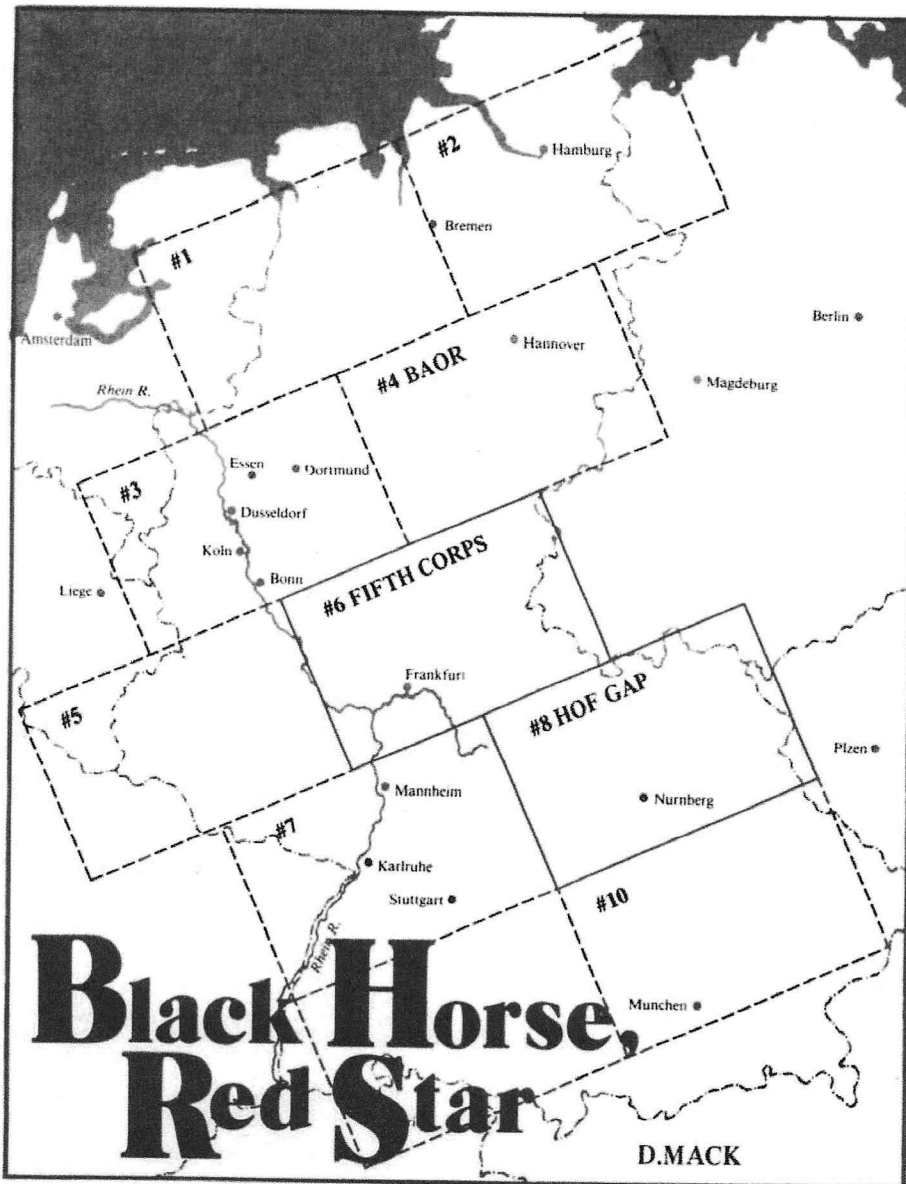 #2
Hamburg
Bremen
#1
Amsterdam
Berlin
Hannover
#4 BAOR
Magdeburg
Rhein R.
Essen
Dortmund
#3
Dusseldorf
Koln
Bonn
Liege
#6 FIFTH CORPS
Frankfurt
#8 HOF GAP
#5
Plzen
Mannheim
Nurnberg
#7
Karlruhe
Stuttgart
#10
Rhein R.
Munchen
Black Horse,
Red Star
D.MACK